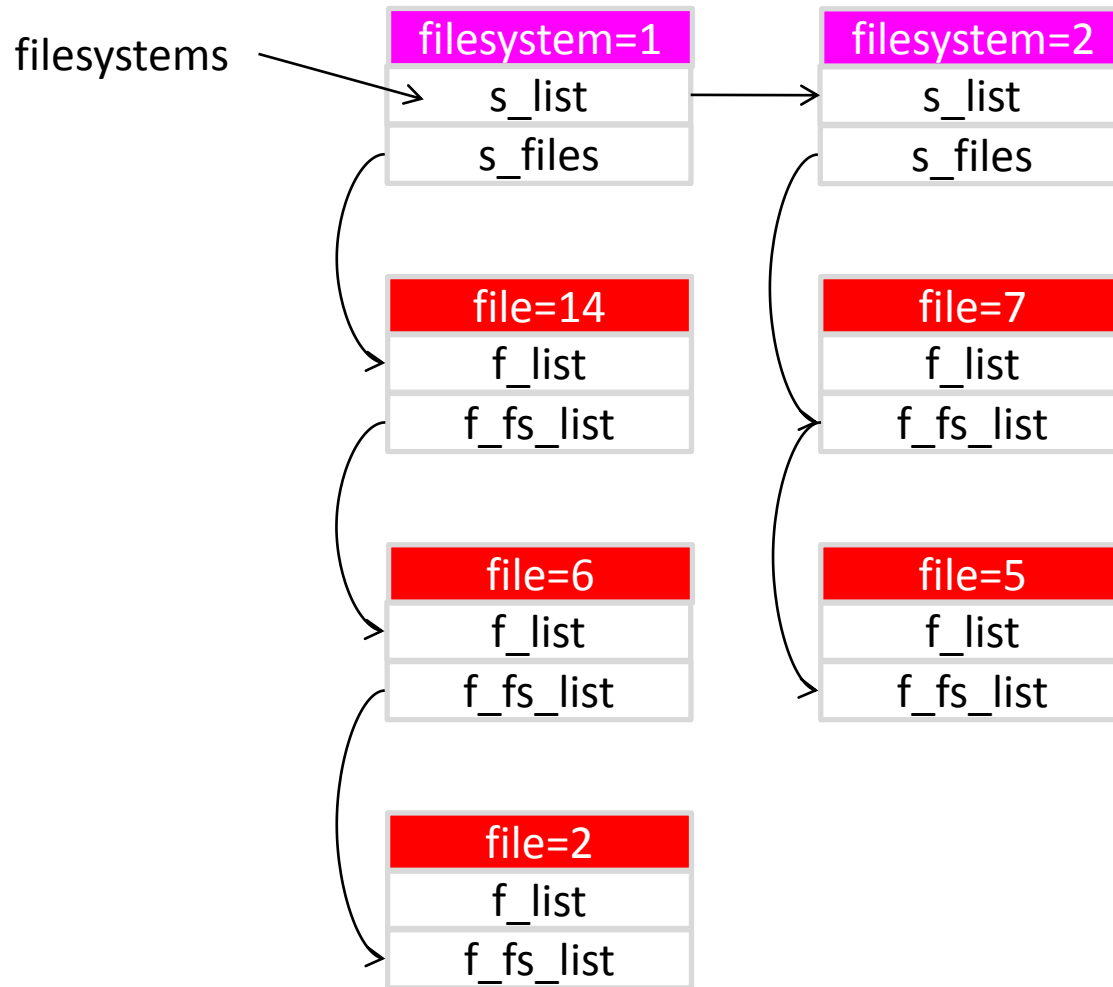 filesystems
filesystem=1
s_list
s_files
filesystem=2
s_list
s_files
file=14
f_list
f_fs_list
file=7
f_list
f_fs_list
file=6
f_list
f_fs_list
file=5
f_list
f_fs_list
file=2
f_list
f_fs_list